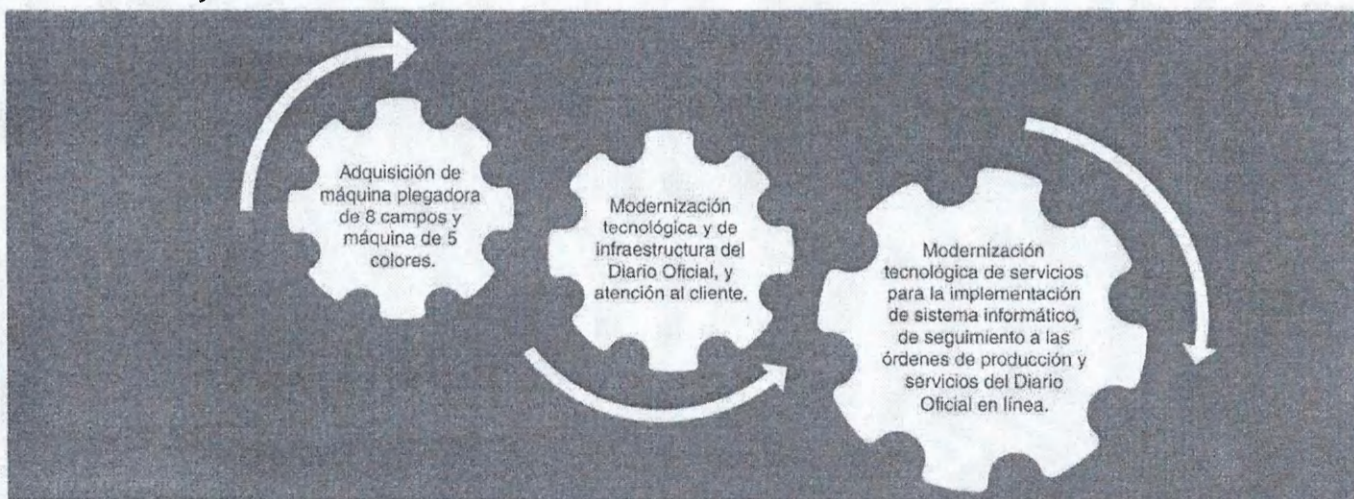 Adquisición de
máquina plegadora
de 8 campos y
máquina de 5
colores.
Modernización
tecnológica y de
infraestructura del
Diario Oficial, y
atención al cliente.
Modernización
tecnológica de servicios
para la implementación
de sistema informático,
de seguimiento a las
órdenes de producción y
servicios del Diario
Oficial en línea.